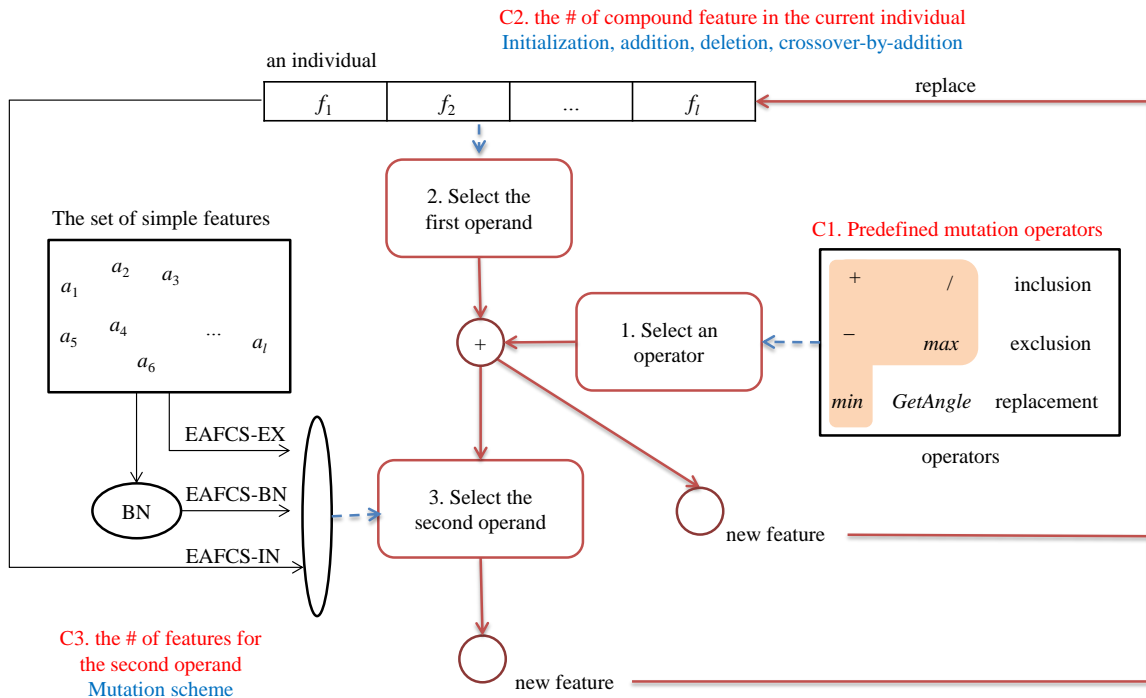 C2. the # of compound feature in the current individual
Initialization, addition, deletion, crossover-by-addition
an individual
f1 f2 ... fl
replace
2. Select the
first operand
The set of simple features
a1 a2 a3
a5 a4 ... al
a6
C1. Predefined mutation operators
+ / inclusion
− max exclusion
min GetAngle replacement
operators
1. Select an
operator
+
EAFCS-EX
EAFCS-BN
BN
EAFCS-IN
3. Select the
second operand
new feature
C3. the # of features for
the second operand
Mutation scheme
new feature